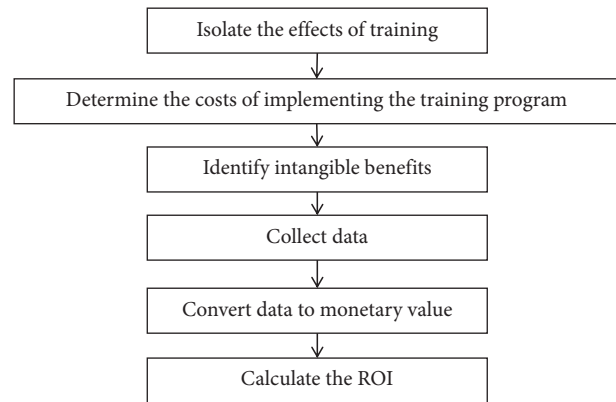 Isolate the effects of training
Determine the costs of implementing the training program
Identify intangible benefits
Collect data
Convert data to monetary value
Calculate the ROI